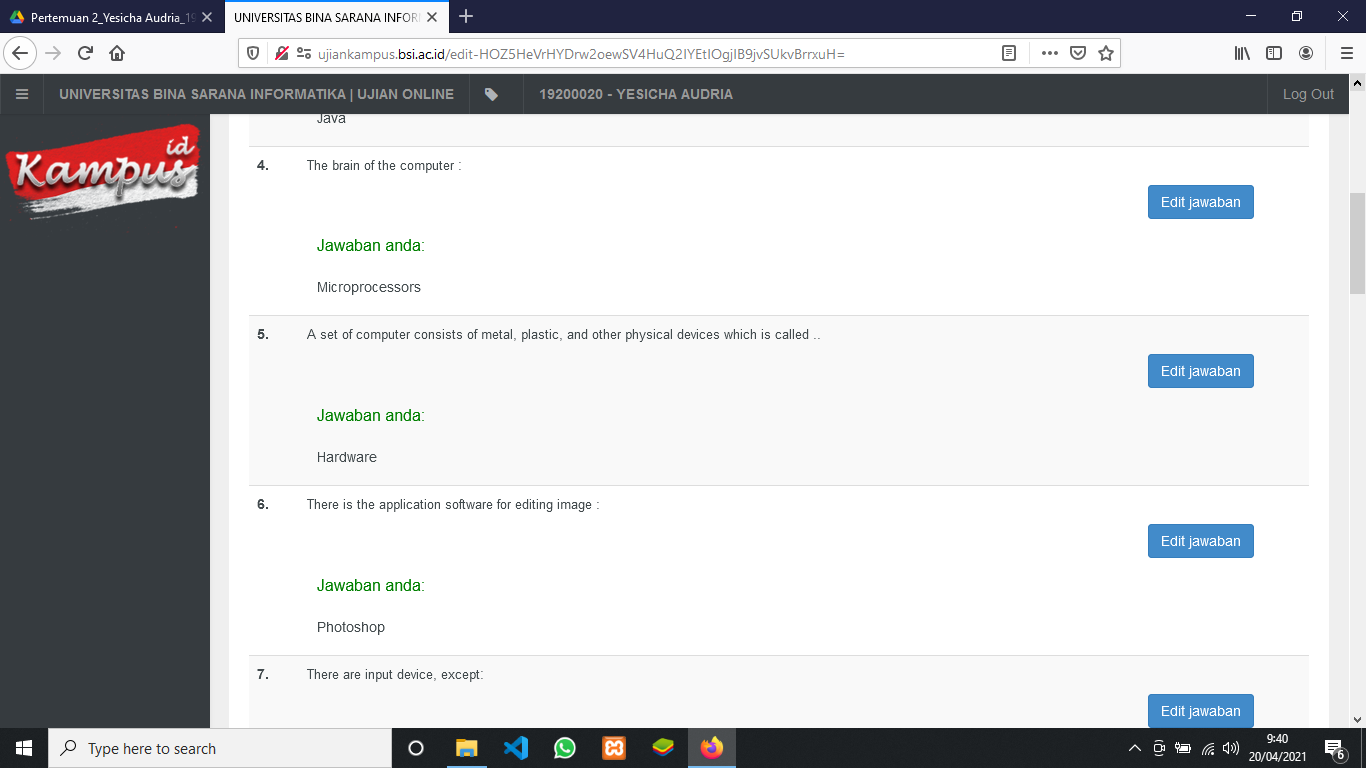 Pertemuan 2_Yesicha Audria_19
UNIVERSITAS BINA SARANA INFOR
ujiankampus.bsi.ac.id/edit-HOZ5HeVrHYDrw2oewSV4HuQ2IYEtIOgjIB9jvSUkvBrrxuH=
UNIVERSITAS BINA SARANA INFORMATIKA | UJIAN ONLINE
19200020 - YESICHA AUDRIA
Log Out
Kampus id
Java
4. The brain of the computer :
Edit jawaban
Jawaban anda:
Microprocessors
5. A set of computer consists of metal, plastic, and other physical devices which is called ..
Edit jawaban
Jawaban anda:
Hardware
6. There is the application software for editing image :
Edit jawaban
Jawaban anda:
Photoshop
7. There are input device, except:
Edit jawaban
Type here to search
9:40
20/04/2021
6